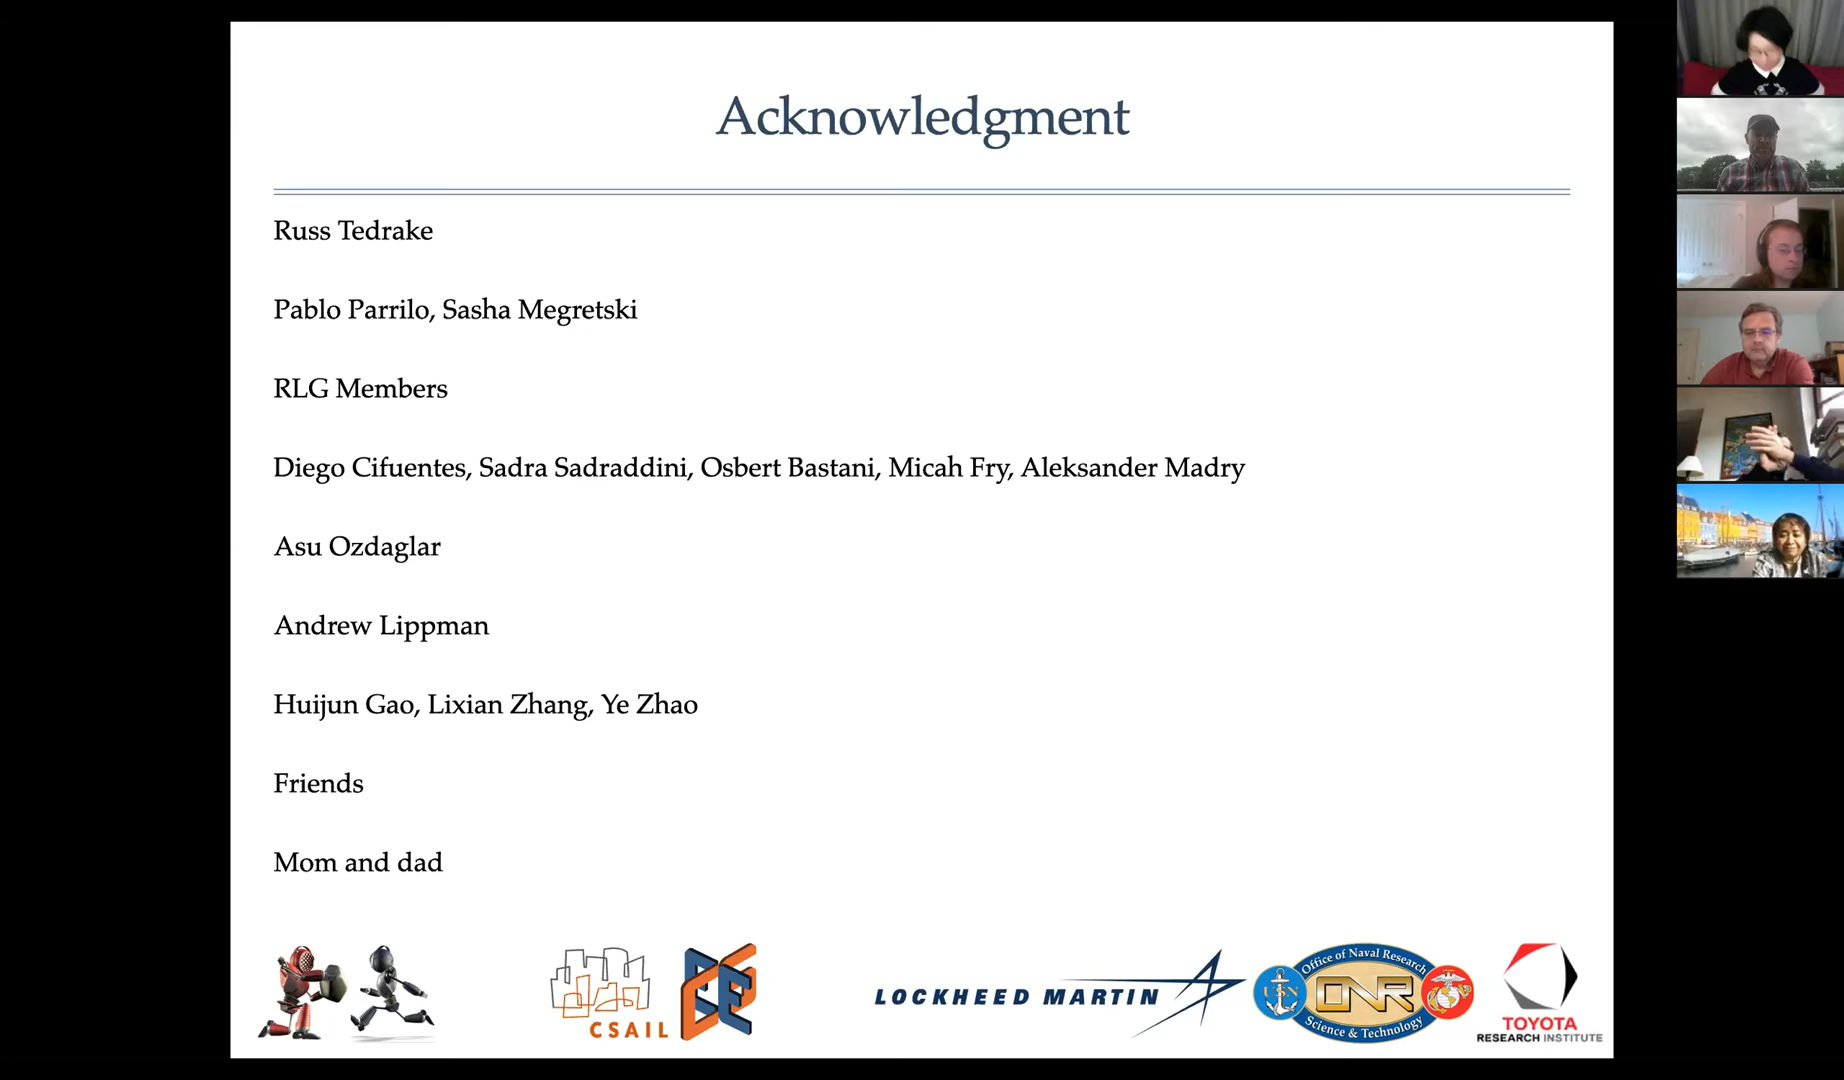 Acknowledgment
Russ Tedrake
Pablo Parrilo, Sasha Megretski
RLG Members
Diego Cifuentes, Sadra Sadraddini, Osbert Bastani, Micah Fry, Aleksander Madry
Asu Ozdaglar
Andrew Lippman
Huijun Gao, Lixian Zhang, Ye Zhao
Friends
Mom and dad
CSAIL
LOCKHEED MARTIN
Office of Naval Research
USN
ONR
Science & Technology
TOYOTA
RESEARCH INSTITUTE